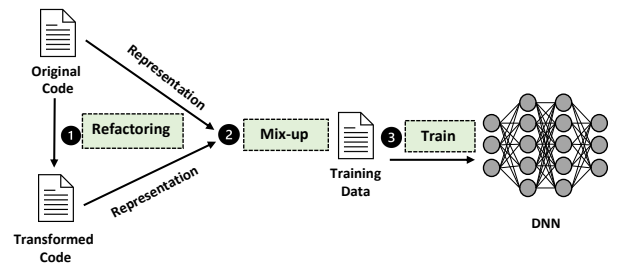 Original
Code
Representation
1 Refactoring
2 Mix-up
3 Train
Representation
Training
Data
Transformed
Code
DNN